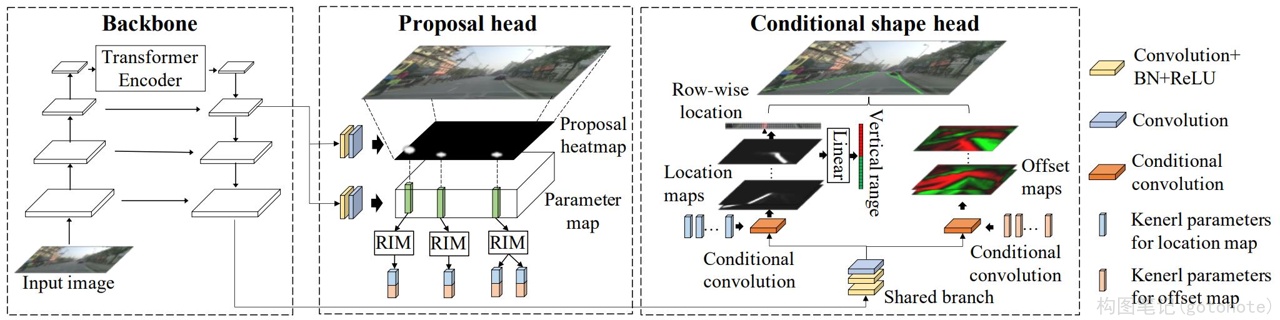 Backbone
Transformer
Encoder
Input image
Proposal head
Proposal
heatmap
Parameter
map
RIM
RIM
RIM
Conditional shape head
Row-wise
location
Location
maps
Linear
Vertical range
Offset
maps
Conditional
convolution
Conditional
convolution
Shared branch
Convolution+
BN+ReLU
Convolution
Conditional
convolution
Kenerl parameters
for location map
Kenerl parameters
for offset map
构图笔记(gotonote)